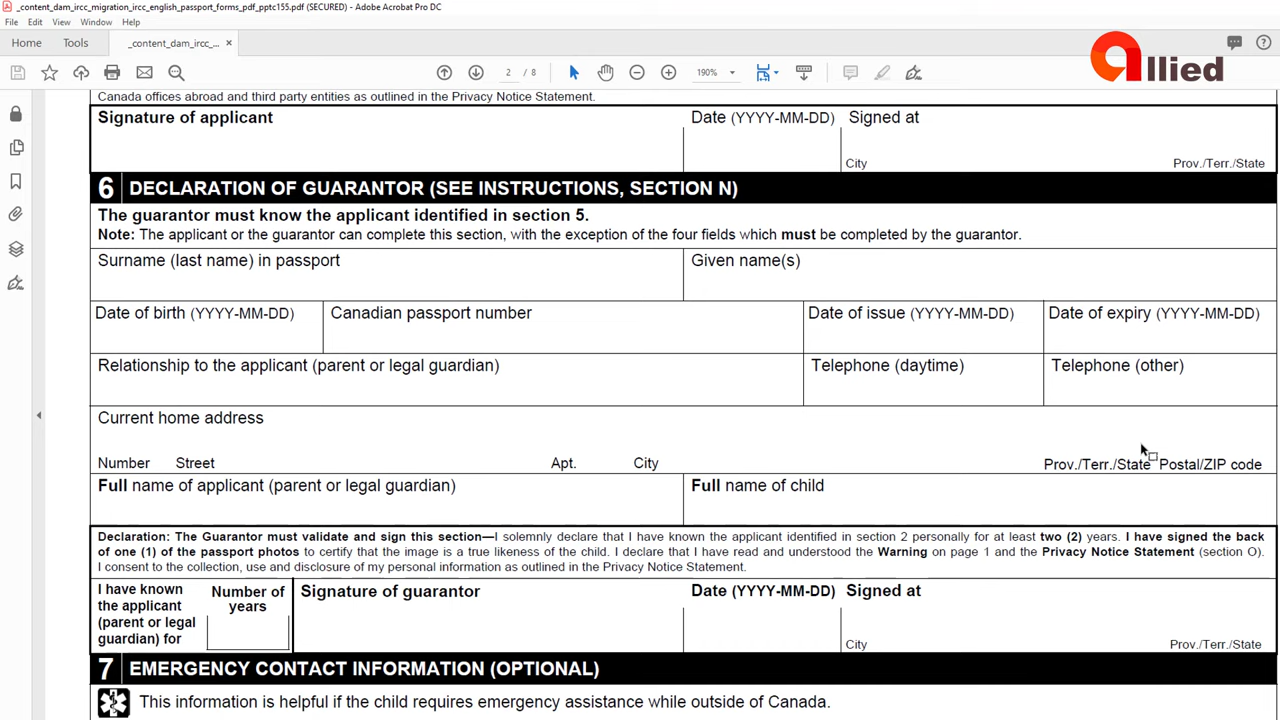 _content_dam_ircc_migration_ircc_english_passport_forms_pdf_pptc155.pdf (SECURED) - Adobe Acrobat Pro DC
File Edit View Window Help
Home Tools _content_dam_ircc_... ×
2 / 8 190%
allied
Canada offices abroad and third party entities as outlined in the Privacy Notice Statement.
Signature of applicant Date (YYYY-MM-DD) Signed at
City Prov./Terr./State
6 DECLARATION OF GUARANTOR (SEE INSTRUCTIONS, SECTION N)
The guarantor must know the applicant identified in section 5.
Note: The applicant or the guarantor can complete this section, with the exception of the four fields which must be completed by the guarantor.
Surname (last name) in passport Given name(s)
Date of birth (YYYY-MM-DD) Canadian passport number Date of issue (YYYY-MM-DD) Date of expiry (YYYY-MM-DD)
Relationship to the applicant (parent or legal guardian) Telephone (daytime) Telephone (other)
Current home address
Number Street Apt. City Prov./Terr./State Postal/ZIP code
Full name of applicant (parent or legal guardian) Full name of child
Declaration: The Guarantor must validate and sign this section—I solemnly declare that I have known the applicant identified in section 2 personally for at least two (2) years. I have signed the back
of one (1) of the passport photos to certify that the image is a true likeness of the child. I declare that I have read and understood the Warning on page 1 and the Privacy Notice Statement (section O).
I consent to the collection, use and disclosure of my personal information as outlined in the Privacy Notice Statement.
I have known
the applicant
(parent or legal
guardian) for
Number of
years
Signature of guarantor Date (YYYY-MM-DD) Signed at
City Prov./Terr./State
7 EMERGENCY CONTACT INFORMATION (OPTIONAL)
This information is helpful if the child requires emergency assistance while outside of Canada.